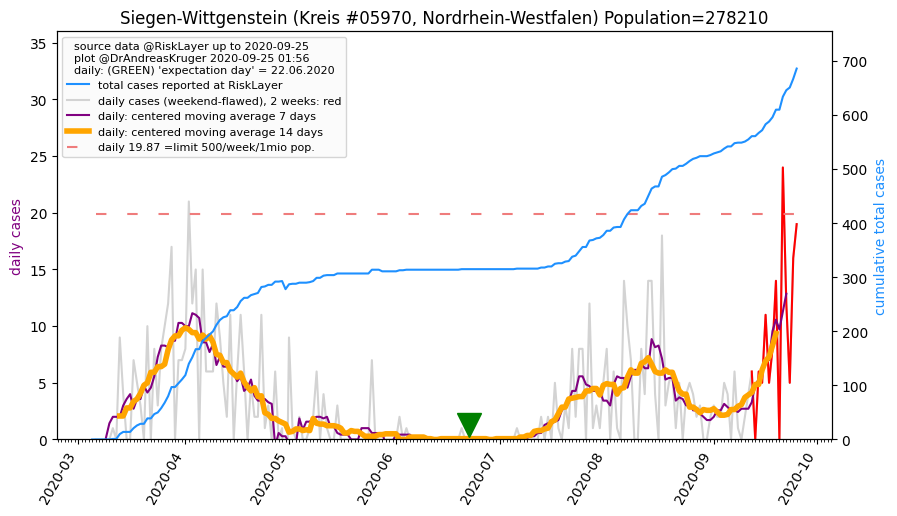 Siegen-Wittgenstein (Kreis #05970, Nordrhein-Westfalen) Population=278210
source data @RiskLayer up to 2020-09-25
plot @DrAndreasKruger 2020-09-25 01:56
daily: (GREEN) 'expectation day' = 22.06.2020
total cases reported at RiskLayer
daily cases (weekend-flawed), 2 weeks: red
daily: centered moving average 7 days
daily: centered moving average 14 days
daily 19.87 =limit 500/week/1mio pop.
daily cases
35
30
25
20
15
10
5
0
700
600
500
400
300
200
100
0
cumulative total cases
2020-03
2020-04
2020-05
2020-06
2020-07
2020-08
2020-09
2020-10